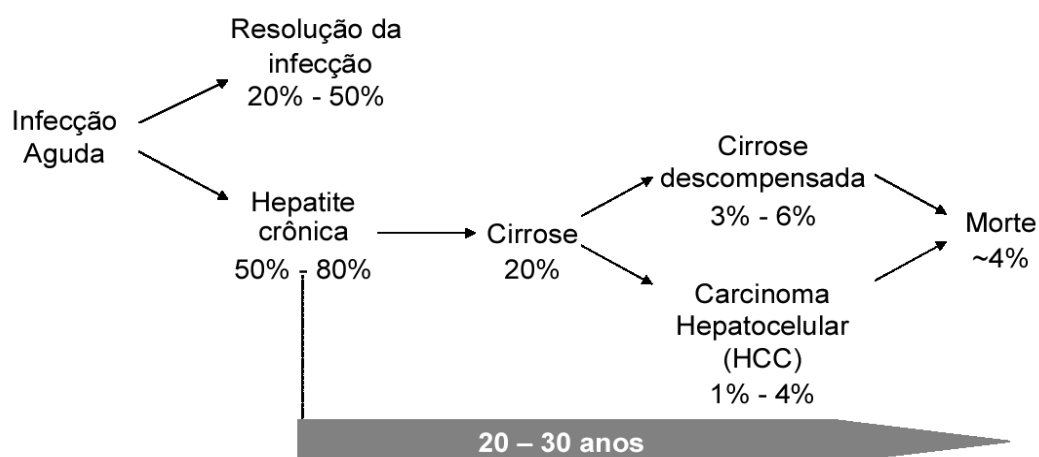 Resolução da
infecção
20% - 50%
Infecção
Aguda
Hepatite
crônica
50% - 80%
Cirrose
20%
Cirrose
descompensada
3% - 6%
Carcinoma
Hepatocelular
(HCC)
1% - 4%
Morte
~4%
20 – 30 anos